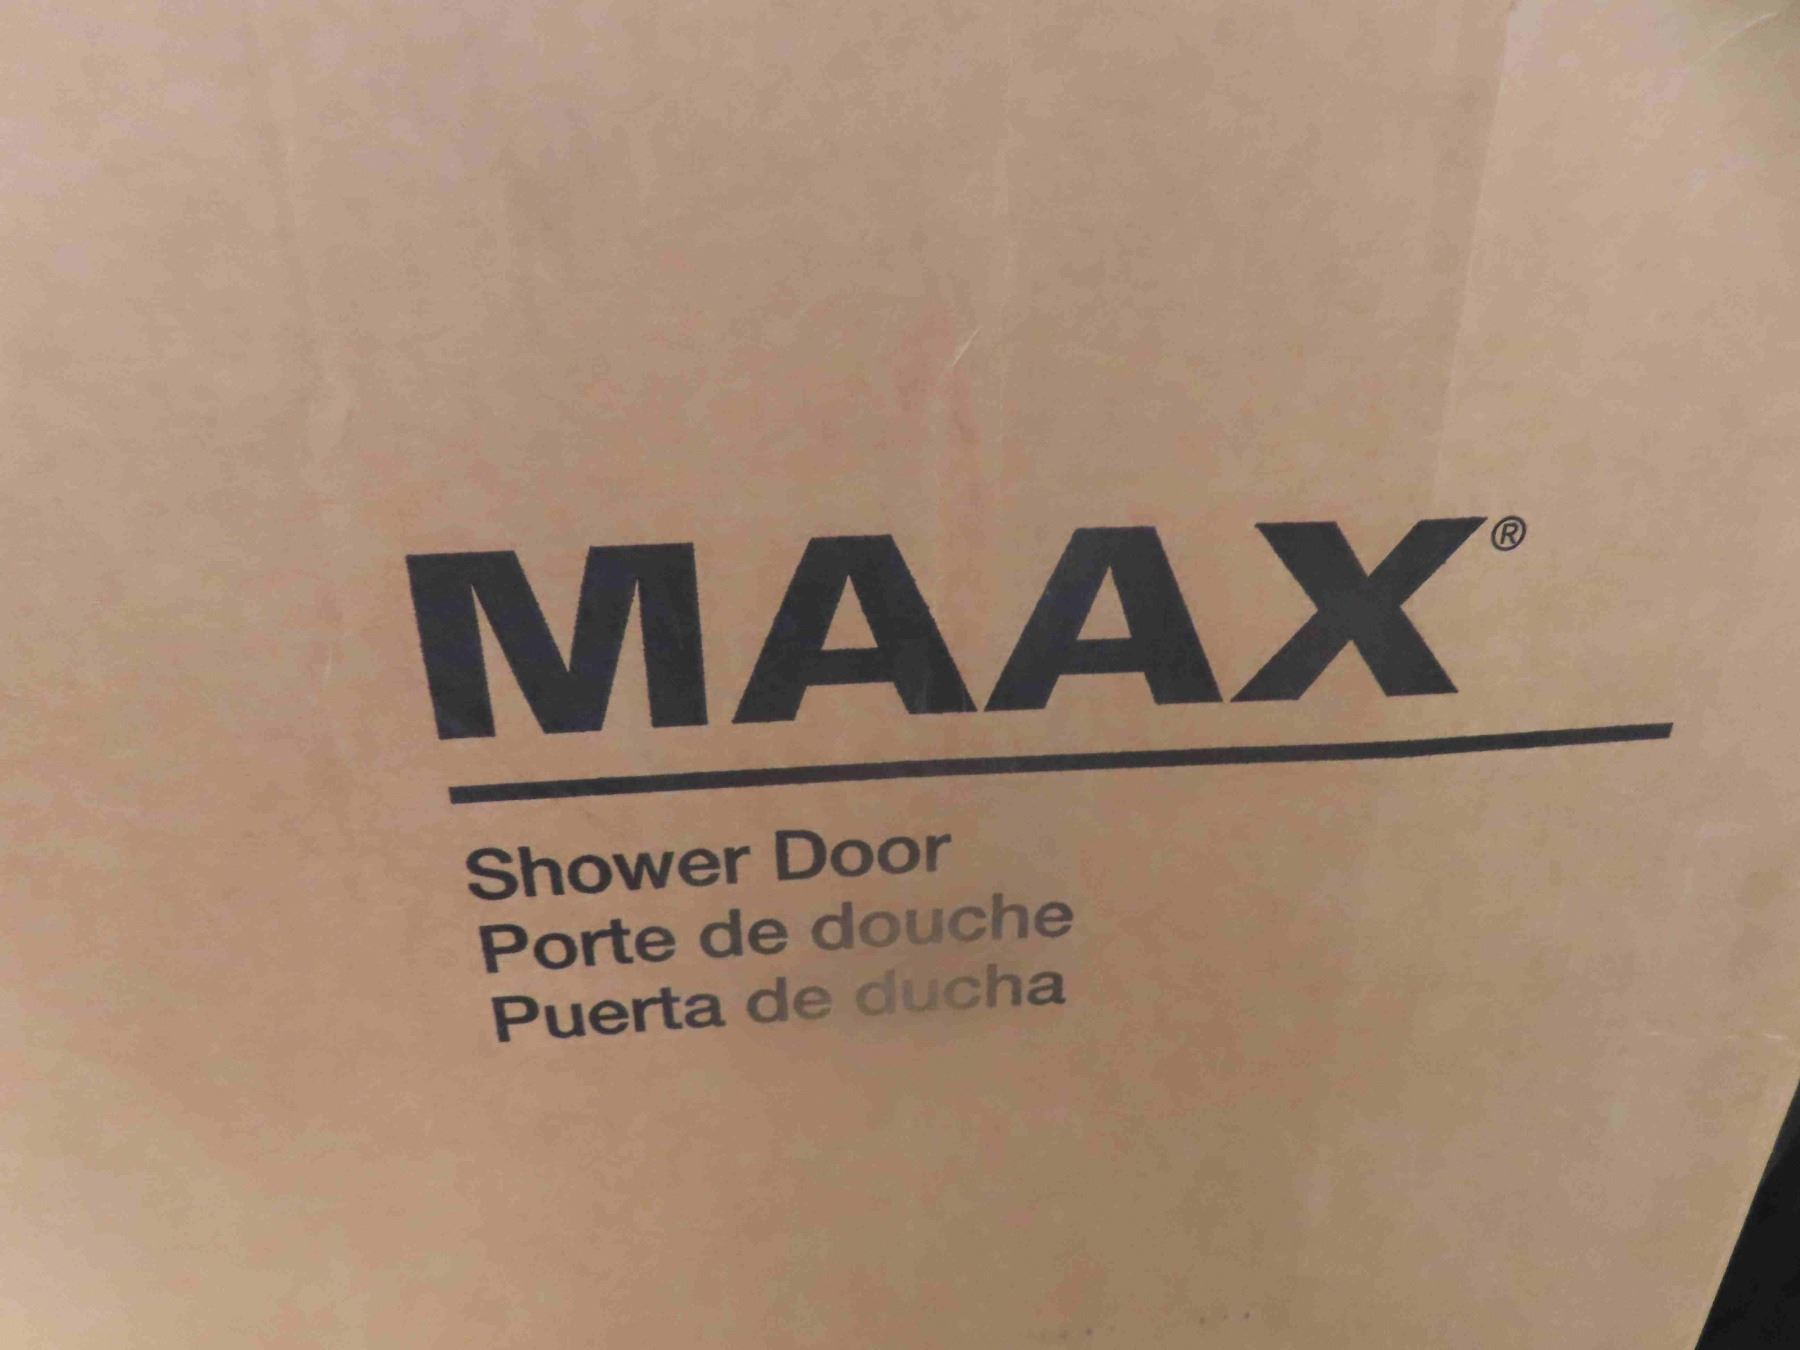 MAAX®
Shower Door
Porte de douche
Puerta de ducha